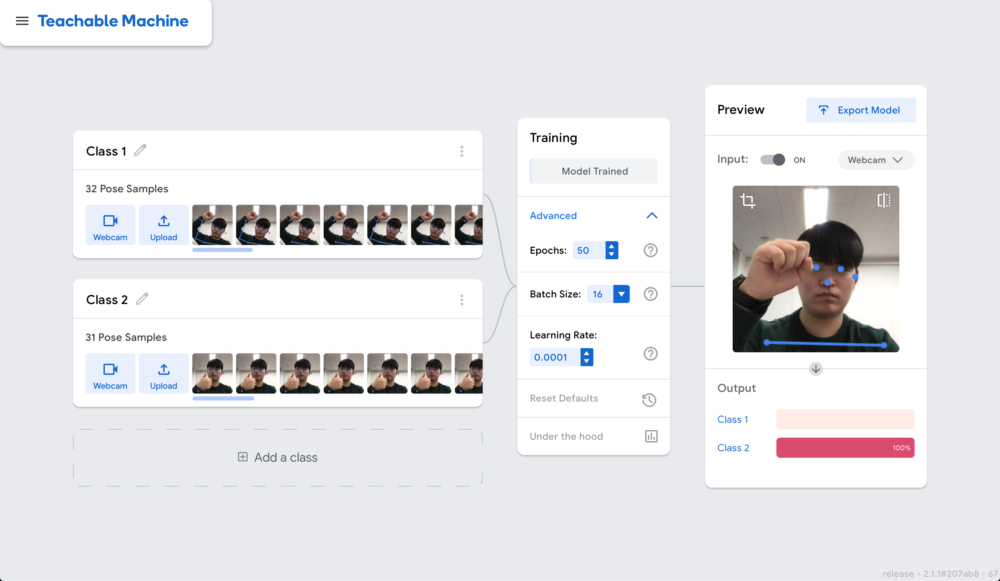 Teachable Machine
Class 1
32 Pose Samples
Webcam
Upload
Class 2
31 Pose Samples
Webcam
Upload
Add a class
Training
Model Trained
Advanced
Epochs: 50
Batch Size: 16
Learning Rate:
0.0001
Reset Defaults
Under the hood
Preview
Export Model
Input: ON Webcam
Output
Class 1
Class 2 100%
release - 2.1.1#207ab8 - 67